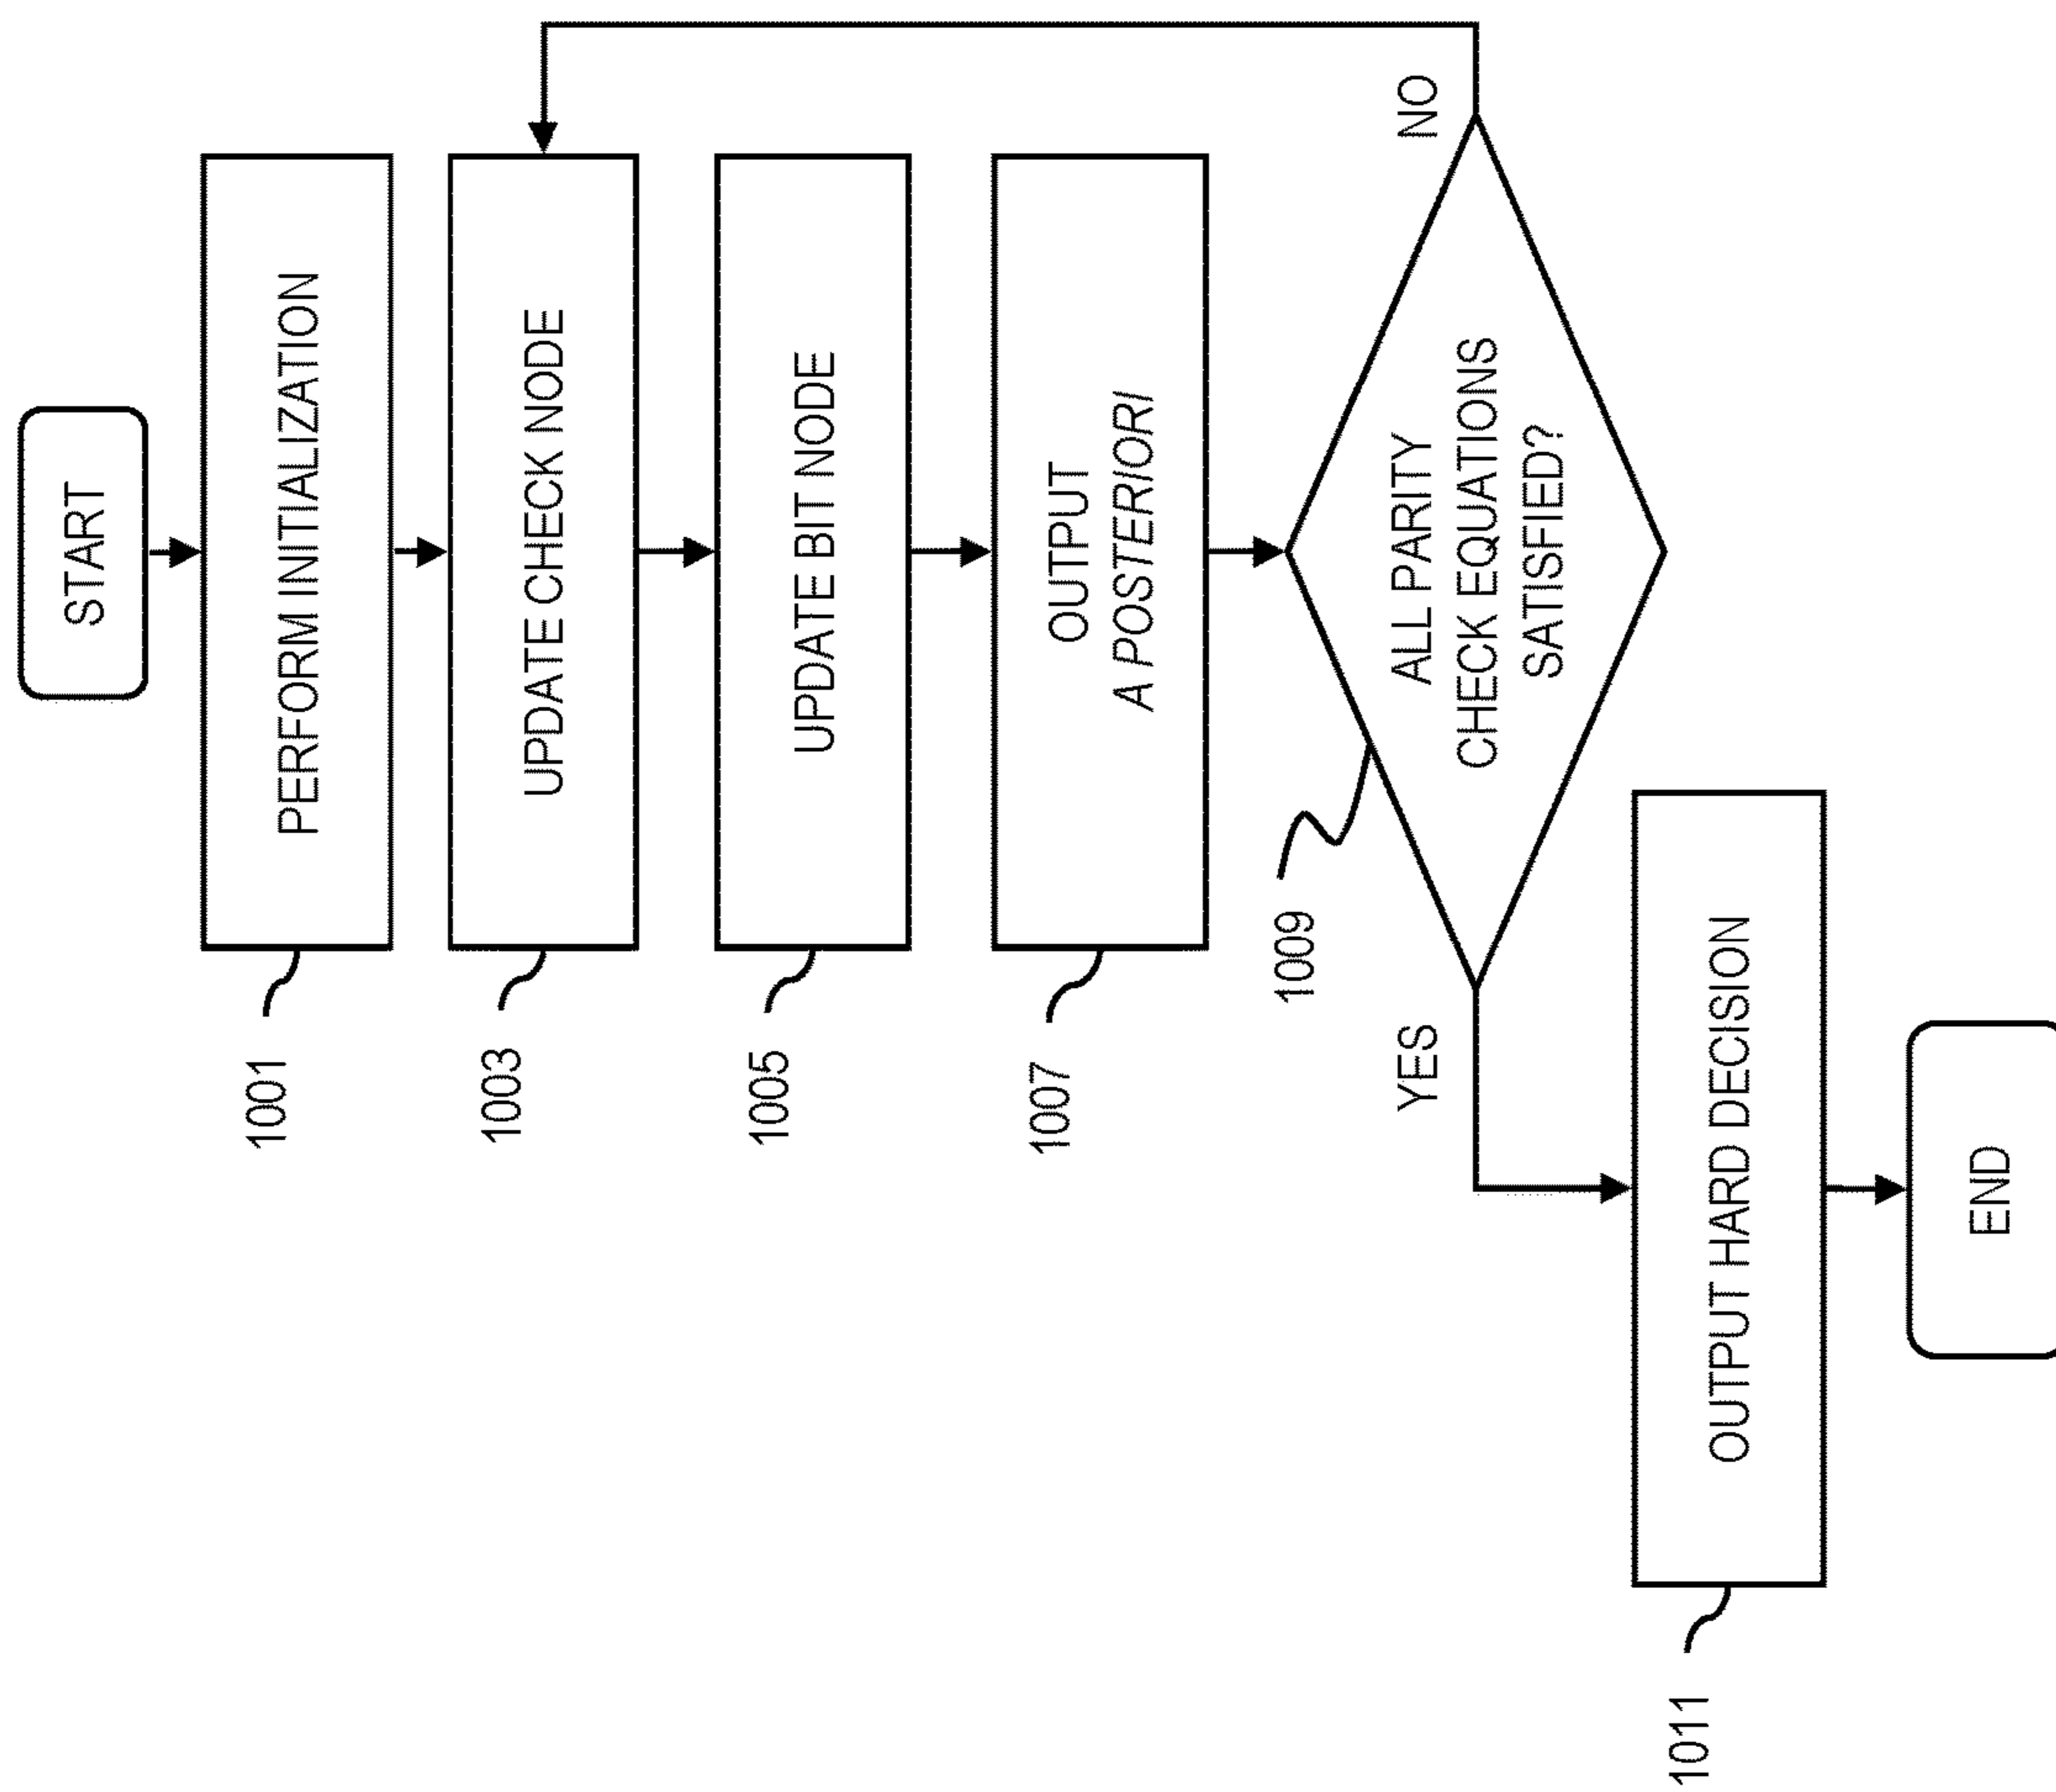 START
1001
PERFORM INITIALIZATION
1003
UPDATE CHECK NODE
1005
UPDATE BIT NODE
1007
OUTPUT
A POSTERIORI
1009
ALL PARITY
CHECK EQUATIONS
SATISFIED?
YES
NO
1011
OUTPUT HARD DECISION
END